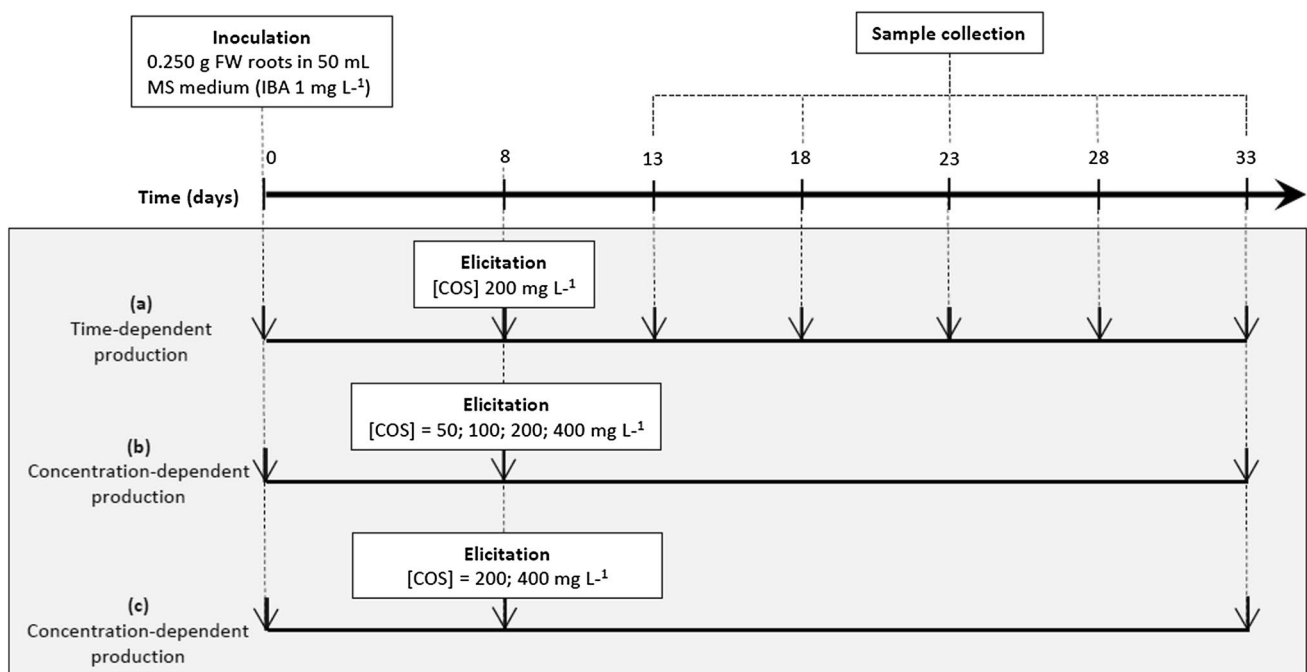 Inoculation
0.250 g FW roots in 50 mL
MS medium (IBA 1 mg L-¹)
Sample collection
0 8 13 18 23 28 33
Time (days)
Elicitation
[COS] 200 mg L-¹
(a)
Time-dependent
production
Elicitation
[COS] = 50; 100; 200; 400 mg L-¹
(b)
Concentration-dependent
production
Elicitation
[COS] = 200; 400 mg L-¹
(c)
Concentration-dependent
production